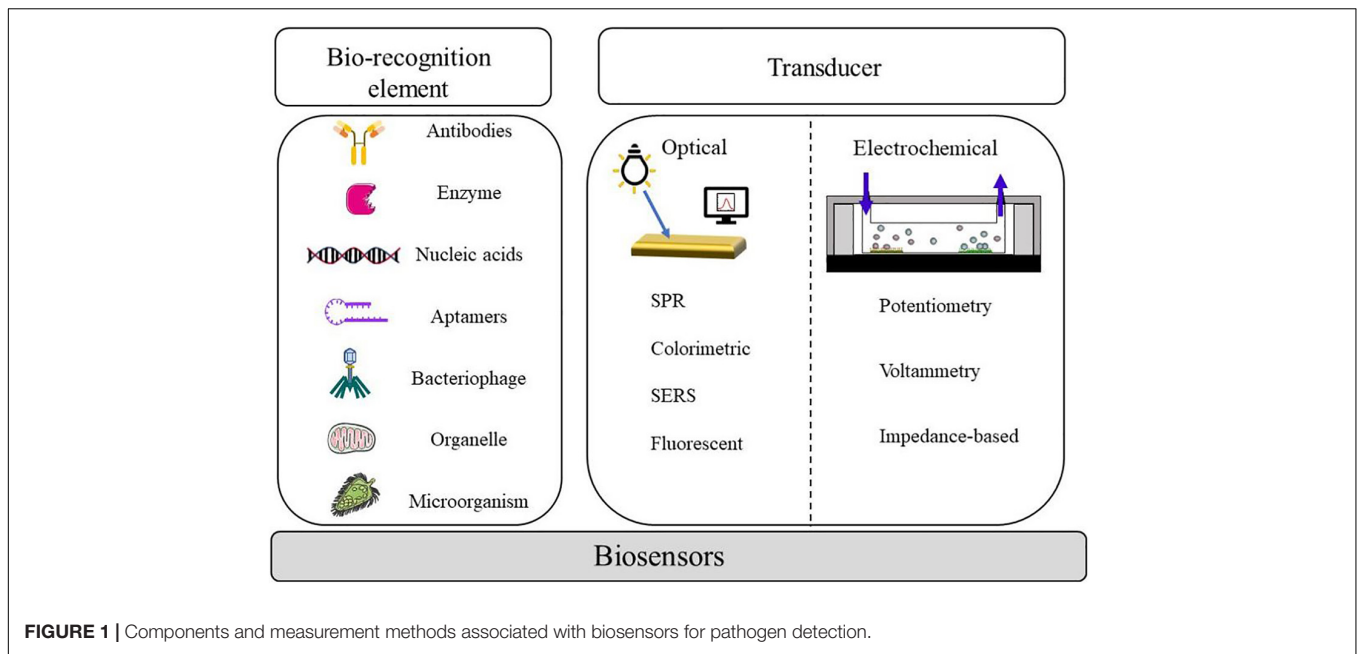 Bio-recognition
element
Transducer
Antibodies
Enzyme
Nucleic acids
Aptamers
Bacteriophage
Organelle
Microorganism
Optical
SPR
Colorimetric
SERS
Fluorescent
Electrochemical
Potentiometry
Voltammetry
Impedance-based
Biosensors
FIGURE 1 | Components and measurement methods associated with biosensors for pathogen detection.